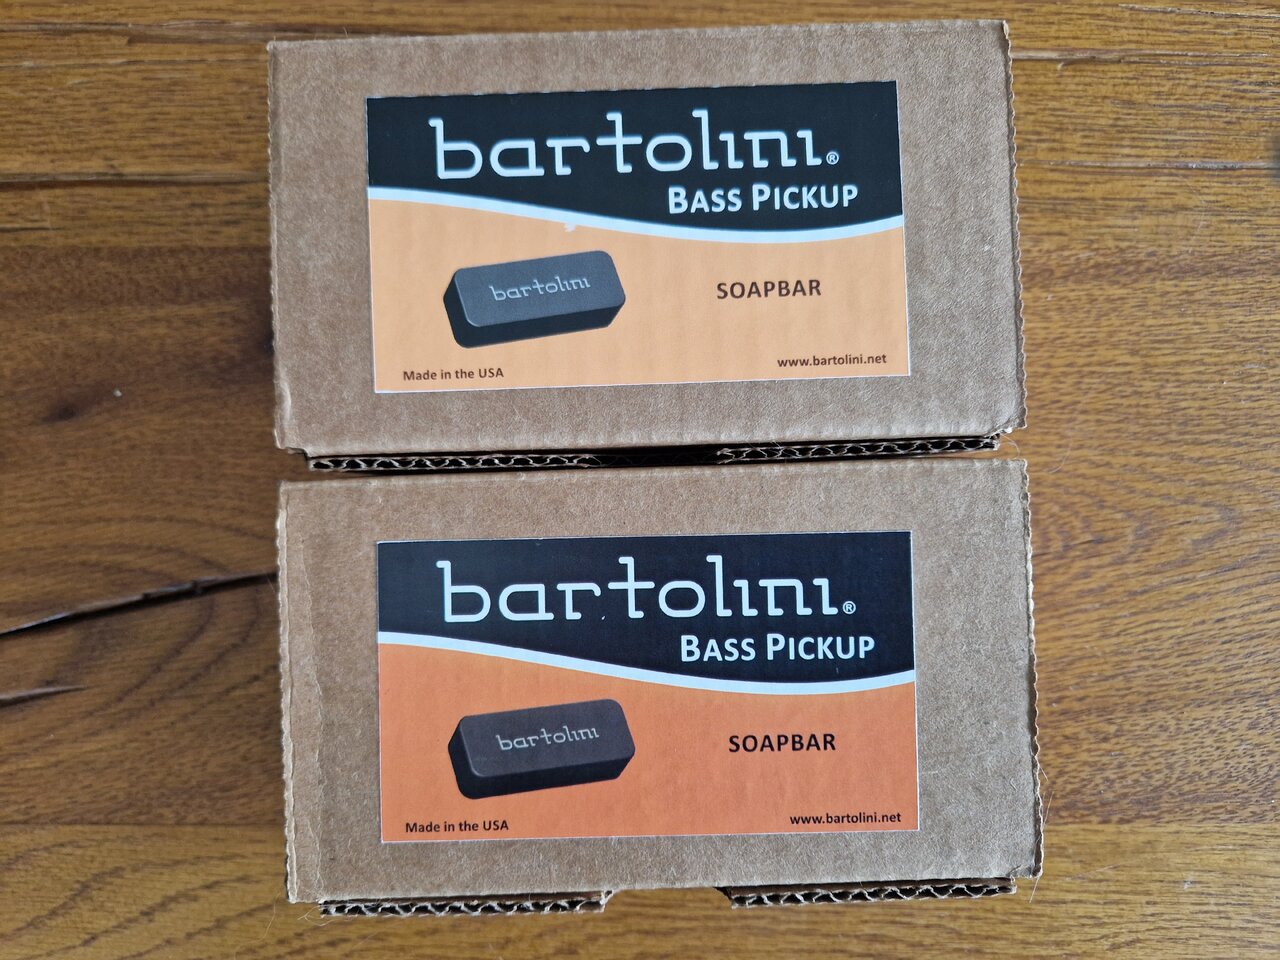 bartolini®
BASS PICKUP
bartolini
SOAPBAR
Made in the USA
www.bartolini.net
bartolini®
BASS PICKUP
bartolini
SOAPBAR
Made in the USA
www.bartolini.net